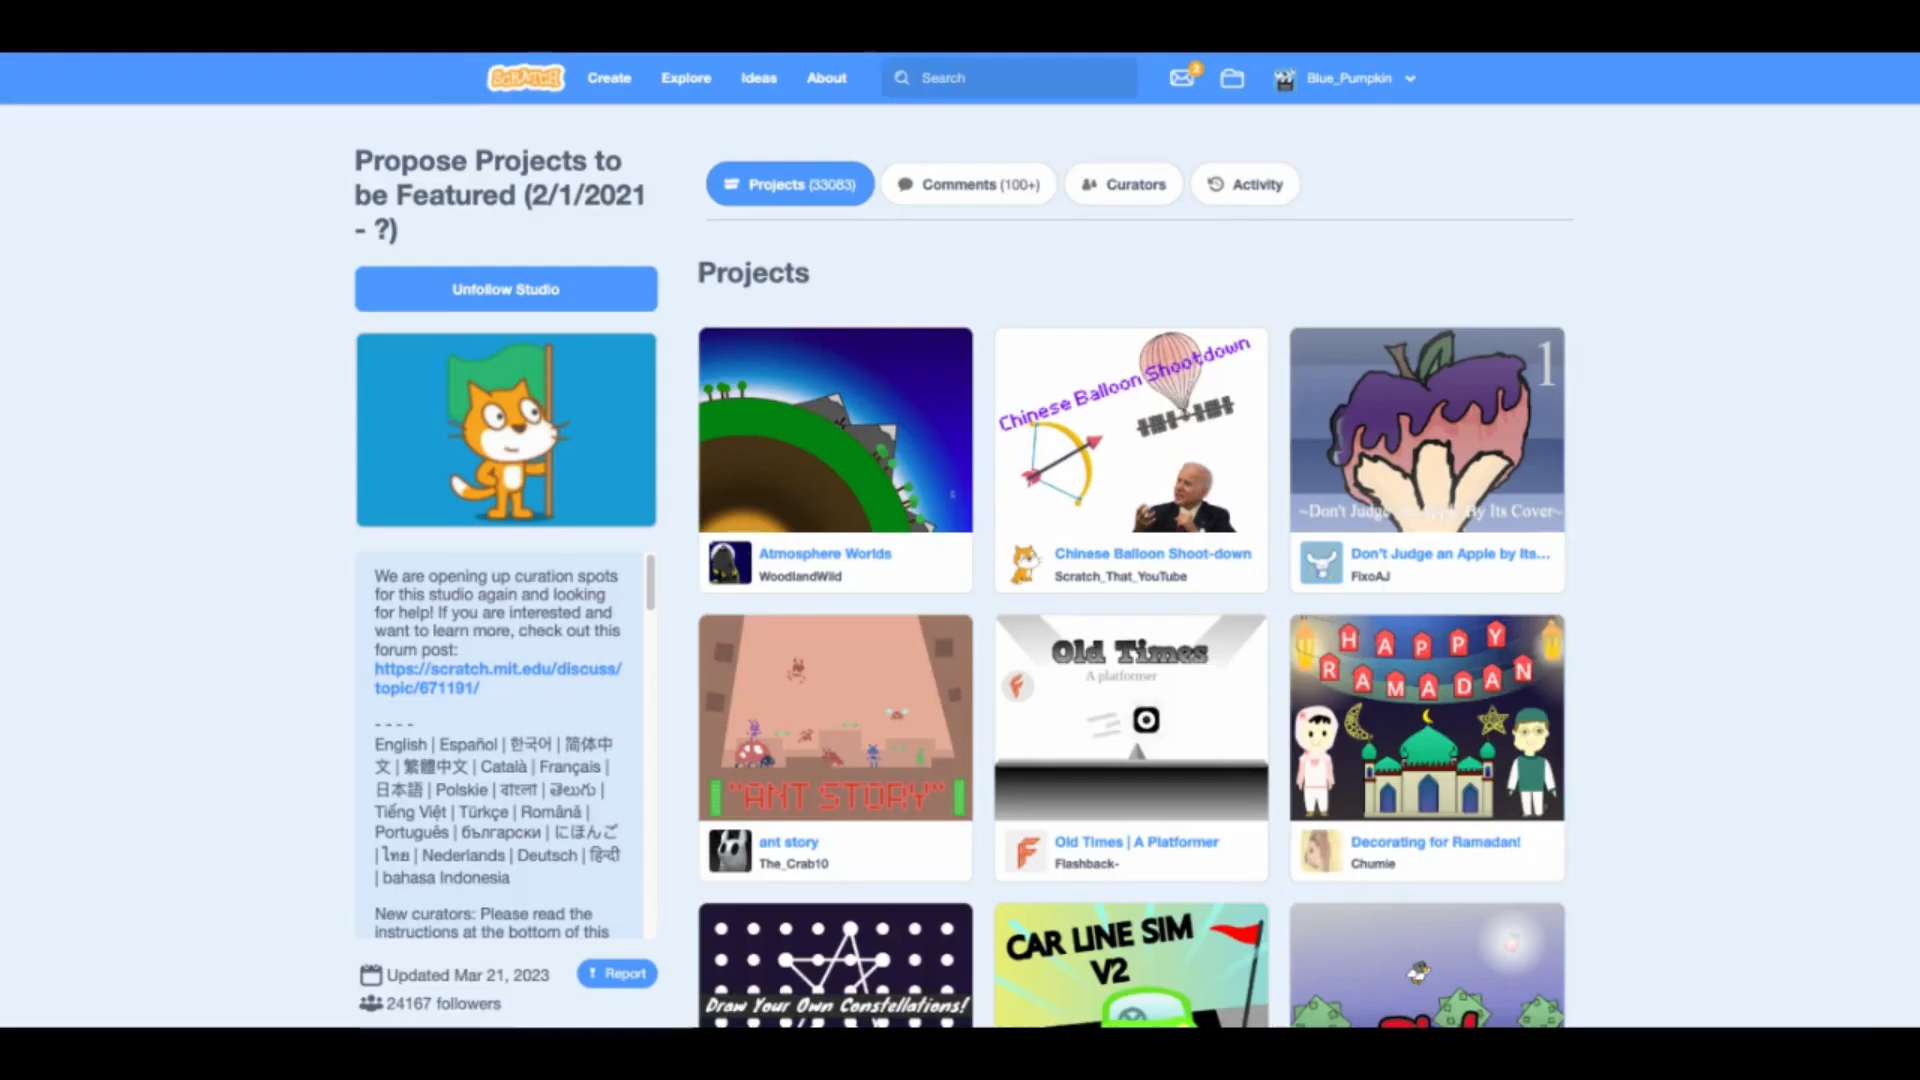 SCRATCH
Create
Explore
Ideas
About
Search
2
Blue_Pumpkin
Propose Projects to
be Featured (2/1/2021
- ?)
Unfollow Studio
We are opening up curation spots
for this studio again and looking
for help! If you are interested and
want to learn more, check out this
forum post:
https://scratch.mit.edu/discuss/
topic/671191/
- - - -
English | Español | 한국어 | 简体中
文 | 繁體中文 | Català | Français |
日本語 | Polskie | বাংলা | తెలుగు |
Tiếng Việt | Türkçe | Română |
Português | български | にほんご
| ไทย | Nederlands | Deutsch | हिन्दी
| bahasa Indonesia
New curators: Please read the
instructions at the bottom of this
Updated Mar 21, 2023
Report
24167 followers
Projects (33083)
Comments (100+)
Curators
Activity
Projects
Atmosphere Worlds
WoodlandWild
Chinese Balloon Shootdown
Chinese Balloon Shoot-down
Scratch_That_YouTube
1
~Don't Judge an Apple By Its Cover~
Don't Judge an Apple by Its...
FixoAJ
"ANT STORY"
ant story
The_Crab10
Old Times
A platformer
Old Times | A Platformer
Flashback-
HAPPY
RAMADAN
Decorating for Ramadan!
Chumie
Draw Your Own Constellations!
CAR LINE SIM
V2